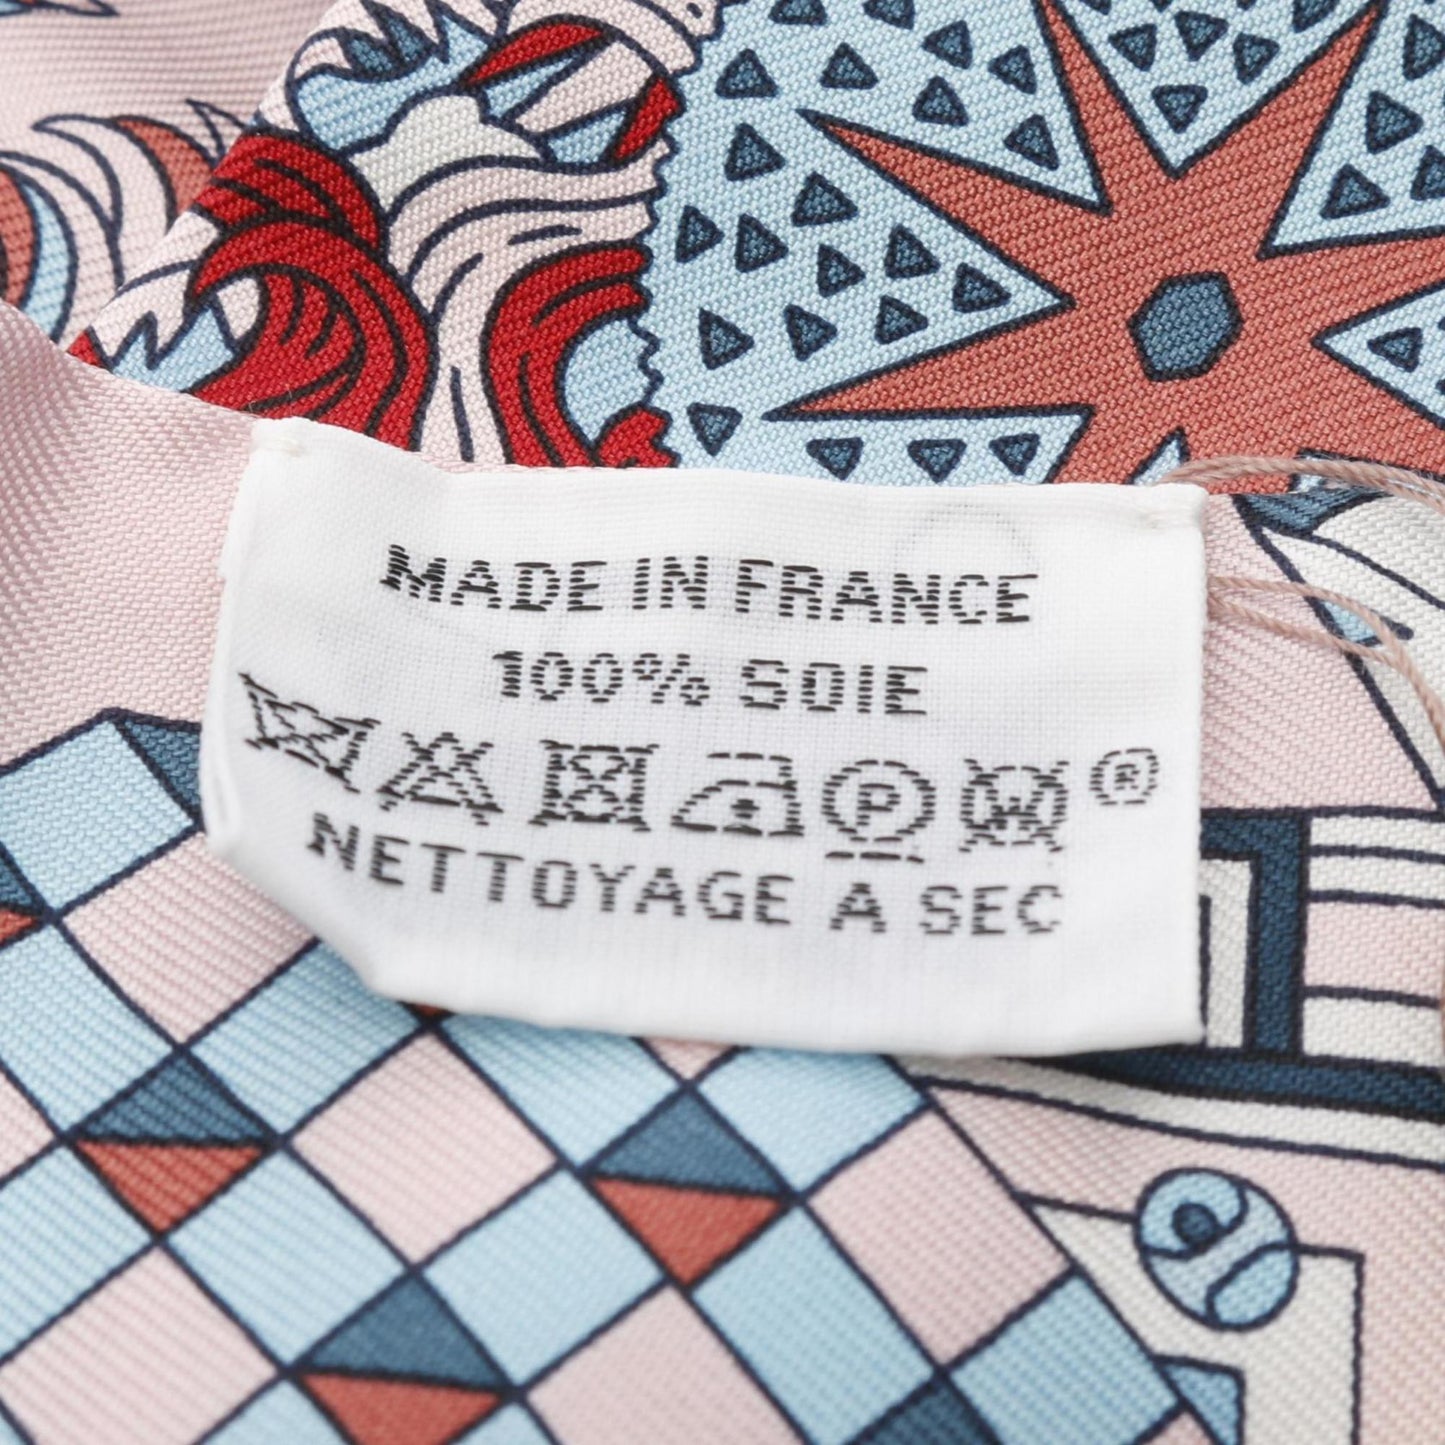 MADE IN FRANCE
100% SOIE
P W ®
NETTOYAGE A SEC